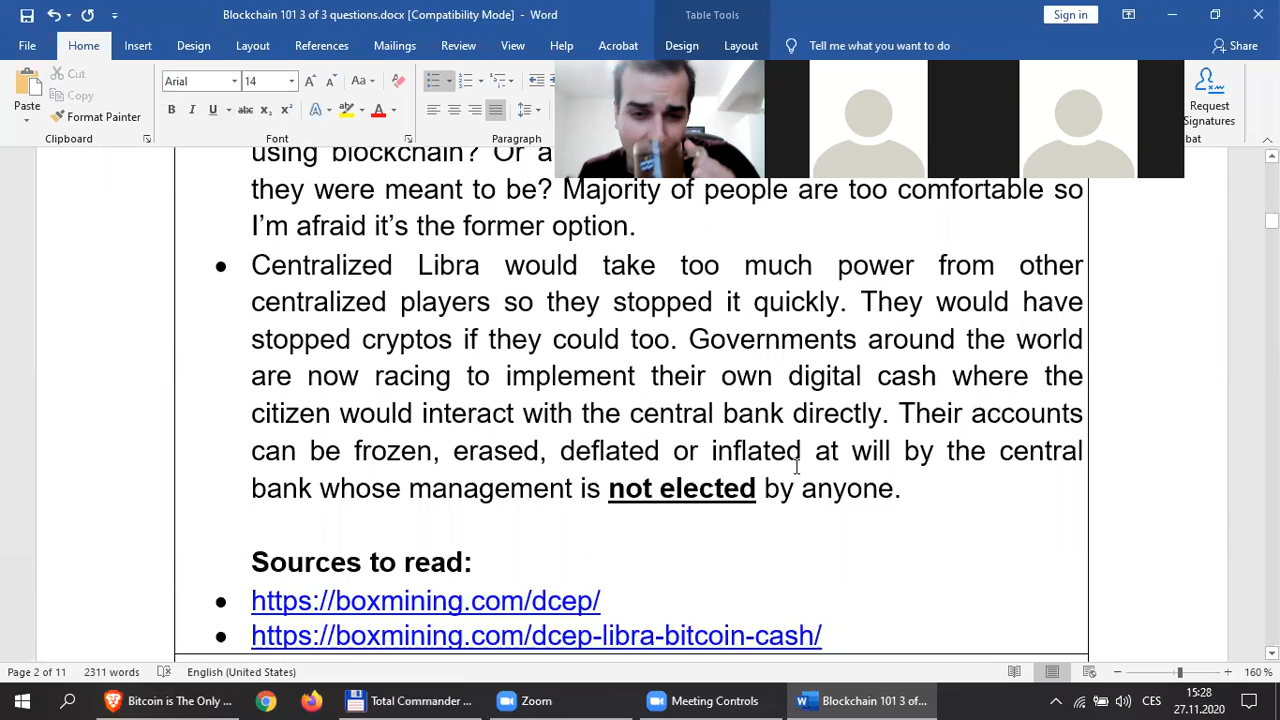 Blockchain 101 3 of 3 questions.docx [Compatibility Mode] - Word
Table Tools
Sign in
File Home Insert Design Layout References Mailings Review View Help Acrobat Design Layout Tell me what you want to do Share
Cut
Copy
Format Painter
Paste
Arial 14
Request Signatures
Clipboard Font Paragraph bat
using blockchain? Or a
they were meant to be? Majority of people are too comfortable so
I'm afraid it's the former option.
• Centralized Libra would take too much power from other
centralized players so they stopped it quickly. They would have
stopped cryptos if they could too. Governments around the world
are now racing to implement their own digital cash where the
citizen would interact with the central bank directly. Their accounts
can be frozen, erased, deflated or inflated at will by the central
bank whose management is not elected by anyone.
Sources to read:
• https://boxmining.com/dcep/
• https://boxmining.com/dcep-libra-bitcoin-cash/
Page 2 of 11 2311 words English (United States) 160 %
Bitcoin is The Only ... Total Commander ... Zoom Meeting Controls Blockchain 101 3 of... CES 15:28
27.11.2020